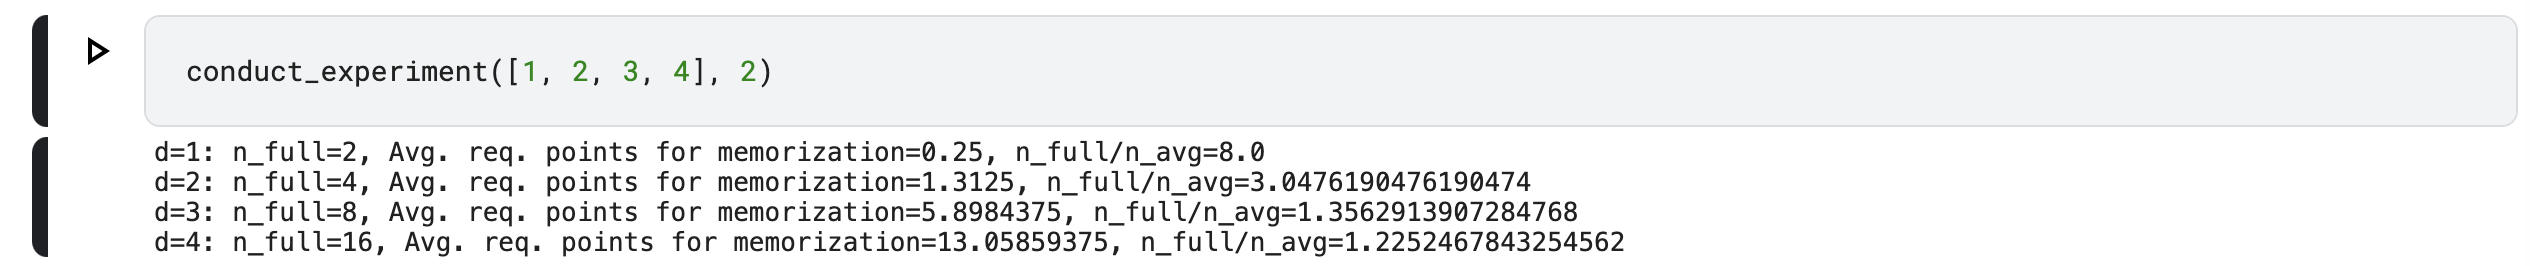 conduct_experiment([1, 2, 3, 4], 2)
d=1: n_full=2, Avg. req. points for memorization=0.25, n_full/n_avg=8.0
d=2: n_full=4, Avg. req. points for memorization=1.3125, n_full/n_avg=3.0476190476190474
d=3: n_full=8, Avg. req. points for memorization=5.8984375, n_full/n_avg=1.3562913907284768
d=4: n_full=16, Avg. req. points for memorization=13.05859375, n_full/n_avg=1.2252467843254562